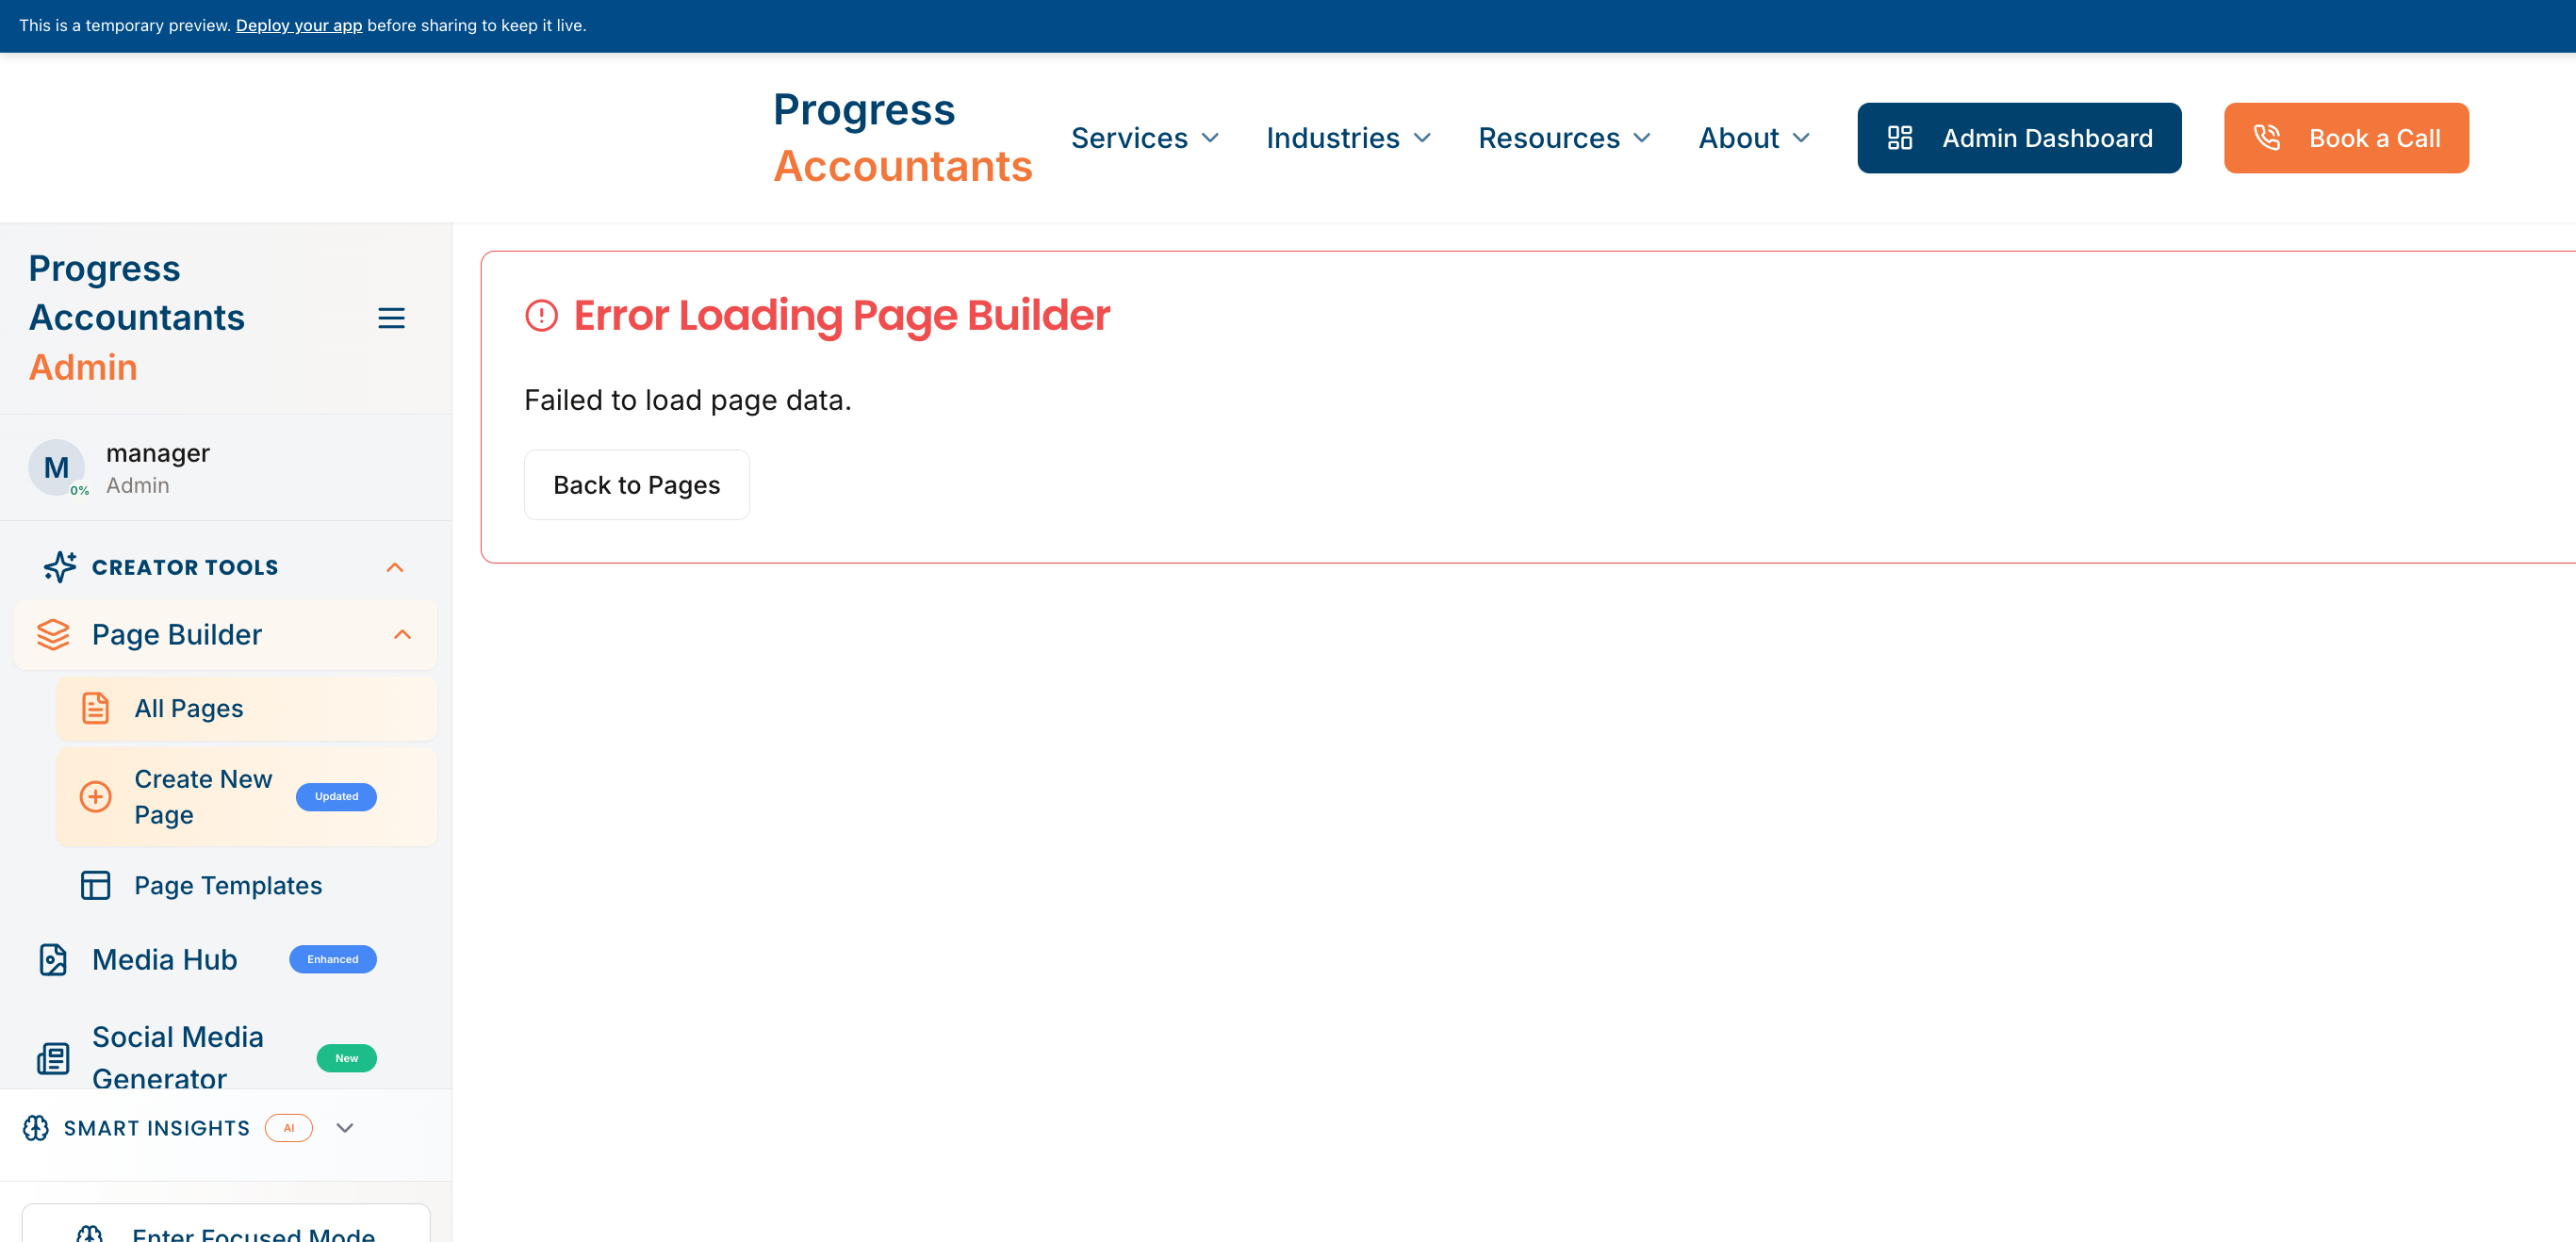 This is a temporary preview. Deploy your app before sharing to keep it live.
Progress
Accountants
Services
Industries
Resources
About
Admin Dashboard
Book a Call
Progress
Accountants
Admin
M
0%
manager
Admin
CREATOR TOOLS
Page Builder
All Pages
Create New
Page
Updated
Page Templates
Media Hub
Enhanced
Social Media
Generator
New
SMART INSIGHTS
AI
Enter Focused Mode
Error Loading Page Builder
Failed to load page data.
Back to Pages